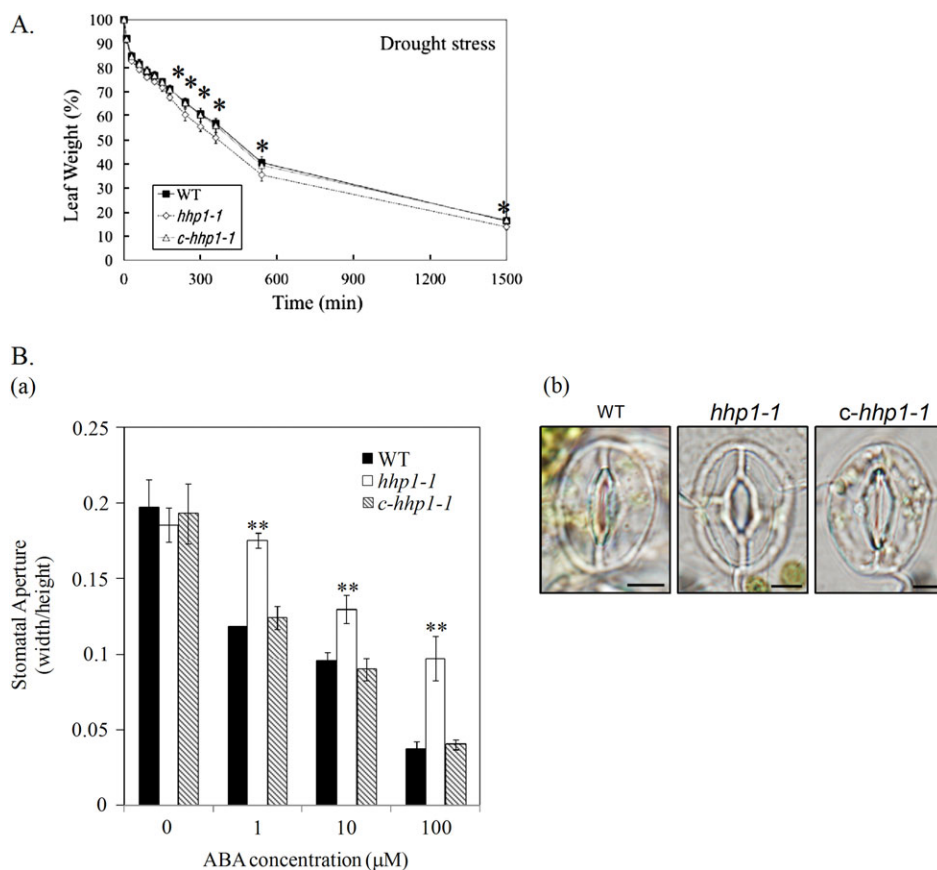 A.
Drought stress
Leaf Weight (%)
100
90
80
70
60
50
40
30
20
10
0
* * * * * *
WT
hhp1-1
c-hhp1-1
0 300 600 900 1200 1500
Time (min)
B.
(a)
Stomatal Aperture
(width/height)
0.25
0.2
0.15
0.1
0.05
0
WT
hhp1-1
c-hhp1-1
**
**
**
0 1 10 100
ABA concentration (μM)
(b)
WT hhp1-1 c-hhp1-1